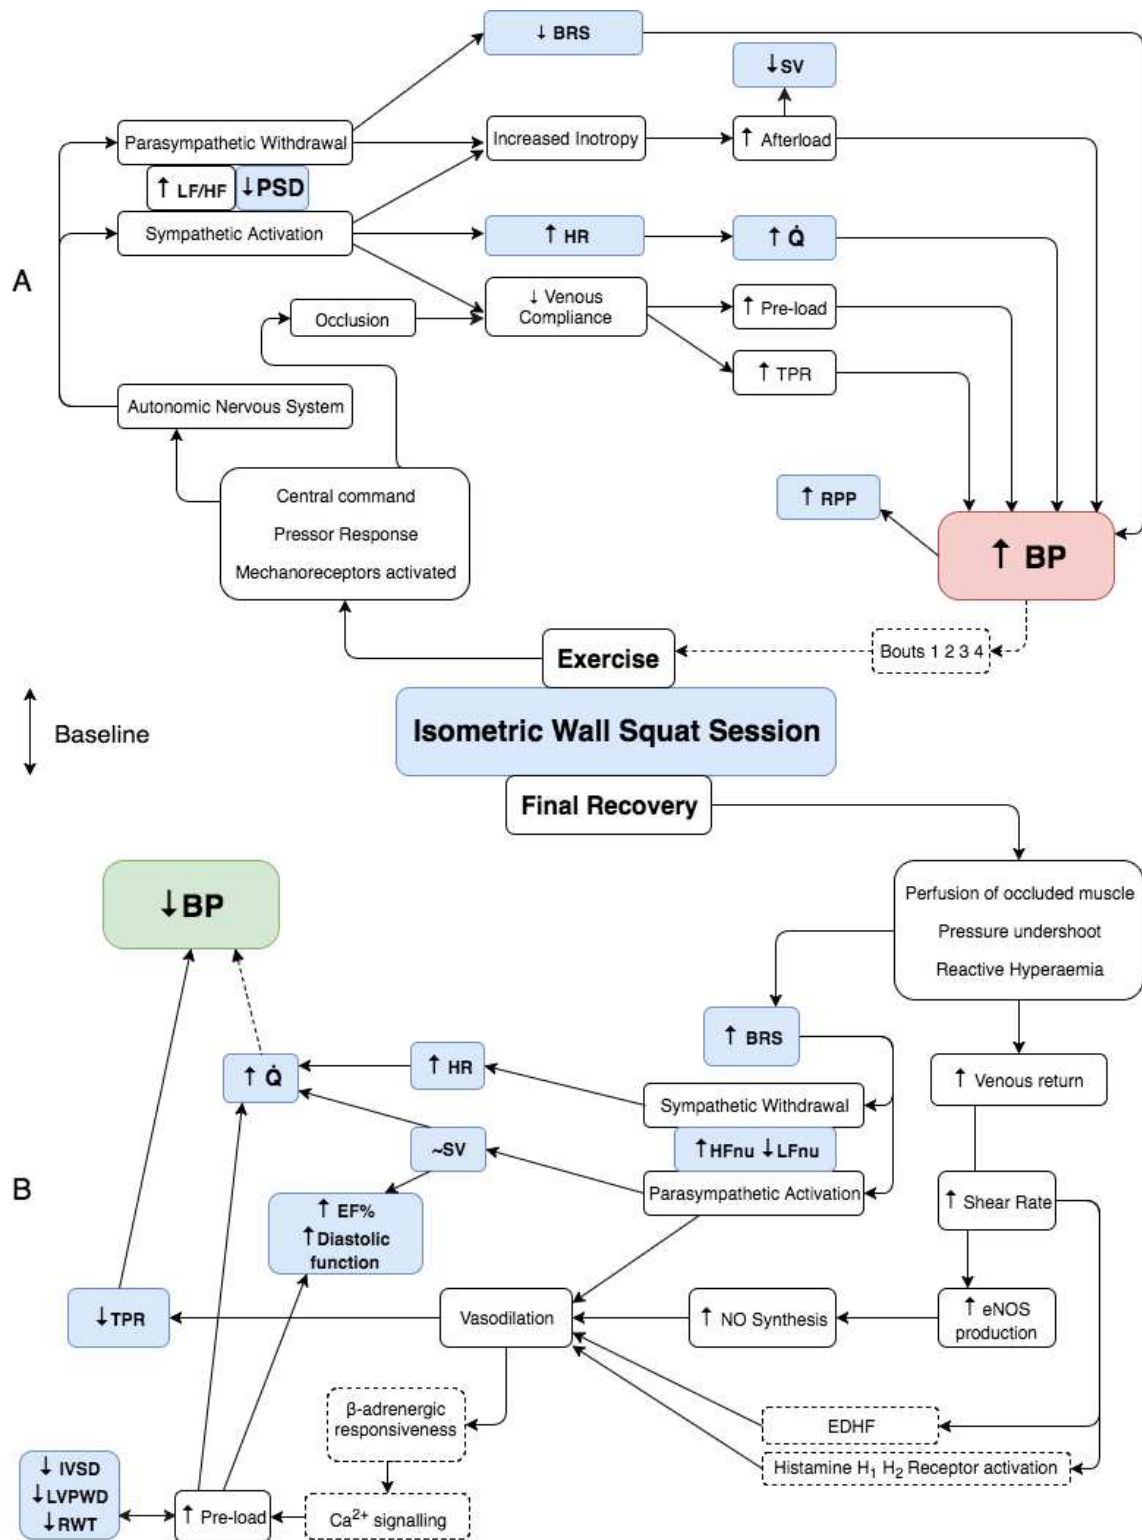 ↓ BRS
↓SV
Parasympathetic Withdrawal
Increased Inotropy
↑ Afterload
↑ LF/HF
↓PSD
Sympathetic Activation
↑ HR
↑ Q̇
A
↓ Venous
Compliance
↑ Pre-load
Occlusion
↑ TPR
Autonomic Nervous System
Central command
Pressor Response
Mechanoreceptors activated
↑ RPP
↑ BP
Exercise
Bouts 1 2 3 4
Baseline
Isometric Wall Squat Session
Final Recovery
↓BP
Perfusion of occluded muscle
Pressure undershoot
Reactive Hyperaemia
↑ BRS
↑ Q̇
↑ HR
↑ Venous return
Sympathetic Withdrawal
~SV
↑HFnu ↓LFnu
B
Parasympathetic Activation
↑ Shear Rate
↑ EF%
↑Diastolic
function
↓TPR
Vasodilation
↑ NO Synthesis
↑ eNOS
production
β-adrenergic
responsiveness
EDHF
Histamine H₁ H₂ Receptor activation
↓ IVSD
↓LVPWD
↓RWT
↑ Pre-load
Ca²⁺ signalling